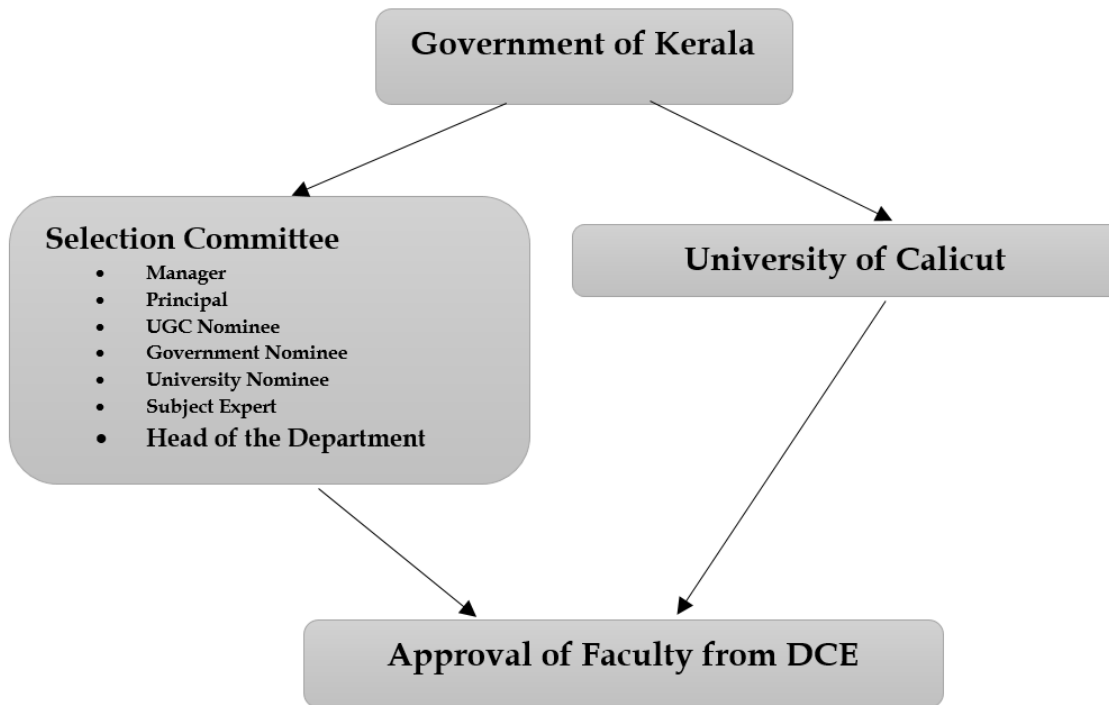 Government of Kerala
Selection Committee
• Manager
• Principal
• UGC Nominee
• Government Nominee
• University Nominee
• Subject Expert
• Head of the Department
University of Calicut
Approval of Faculty from DCE